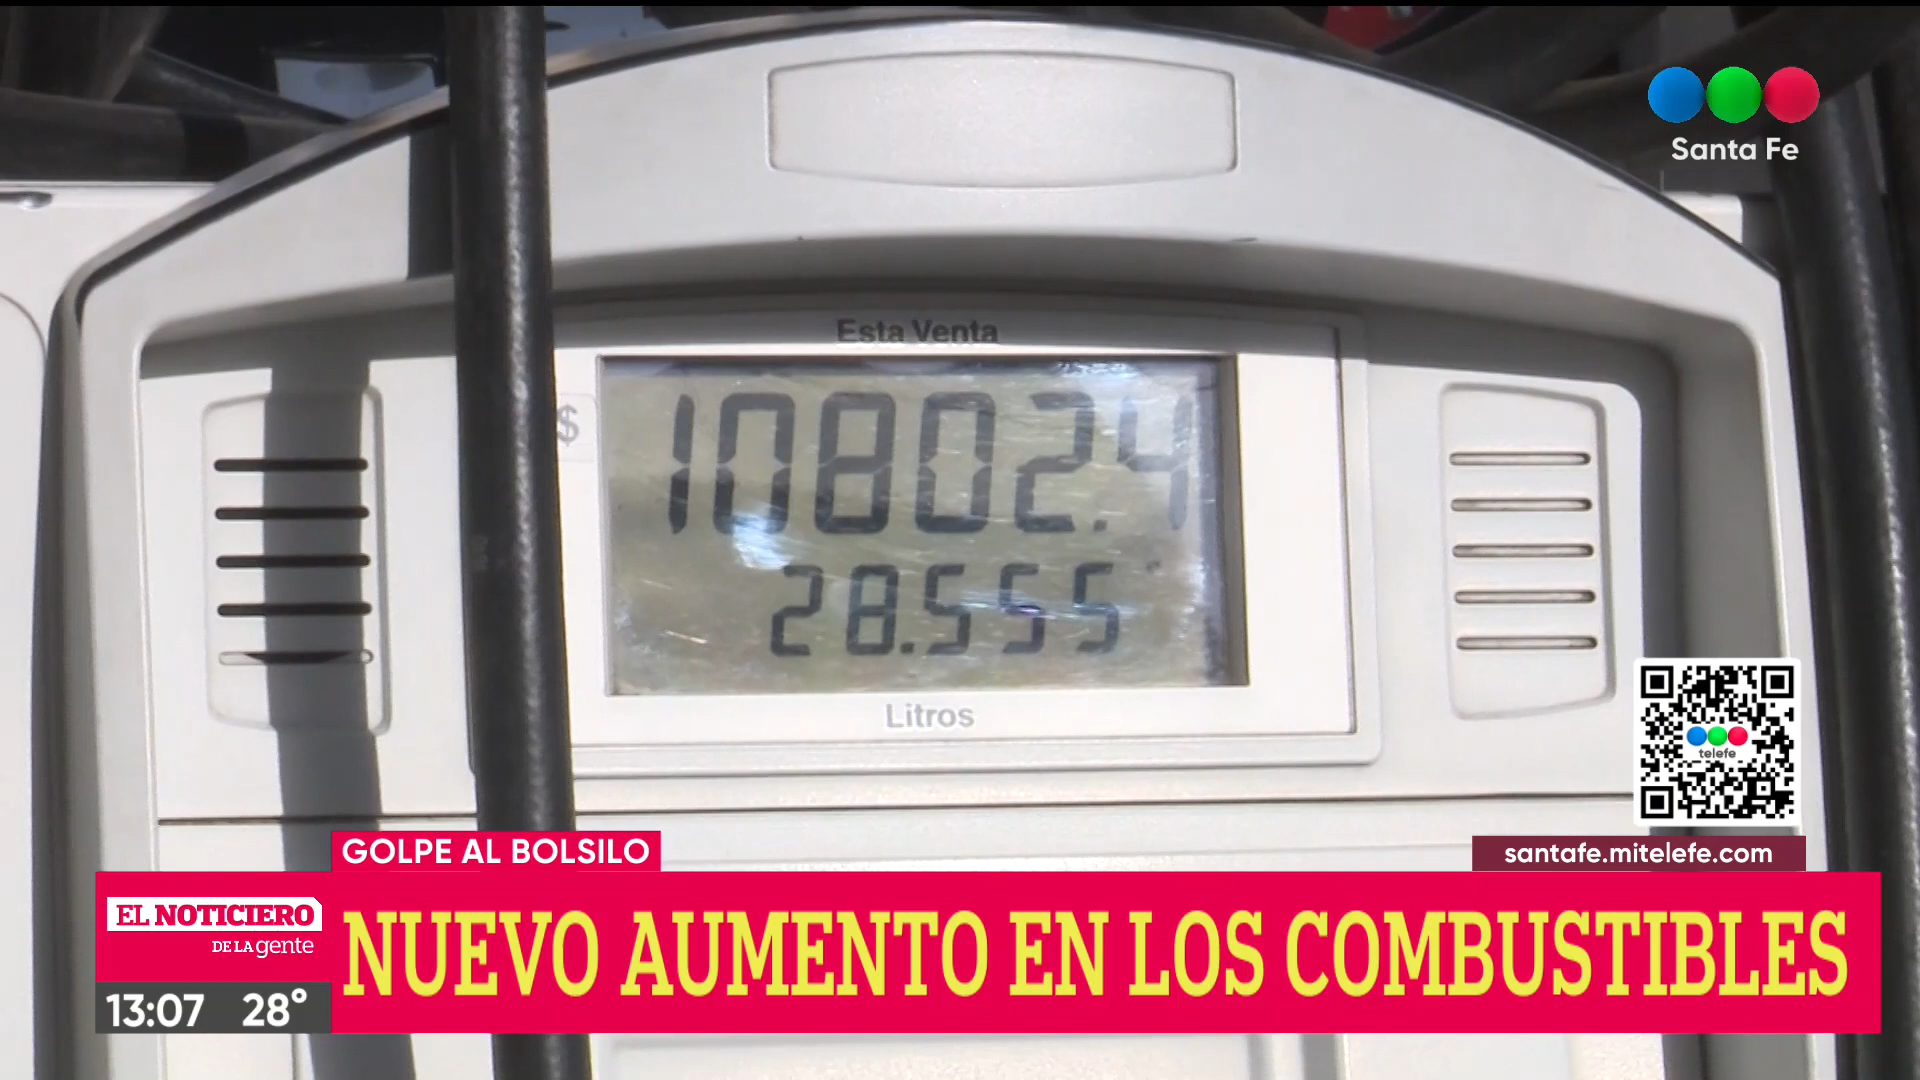 Santa Fe
Esta Venta
$
10802.4
28.555
Litros
telefe
santafe.mitelefe.com
GOLPE AL BOLSILO
EL NOTICIERO
DE LA gente
NUEVO AUMENTO EN LOS COMBUSTIBLES
13:07 28°